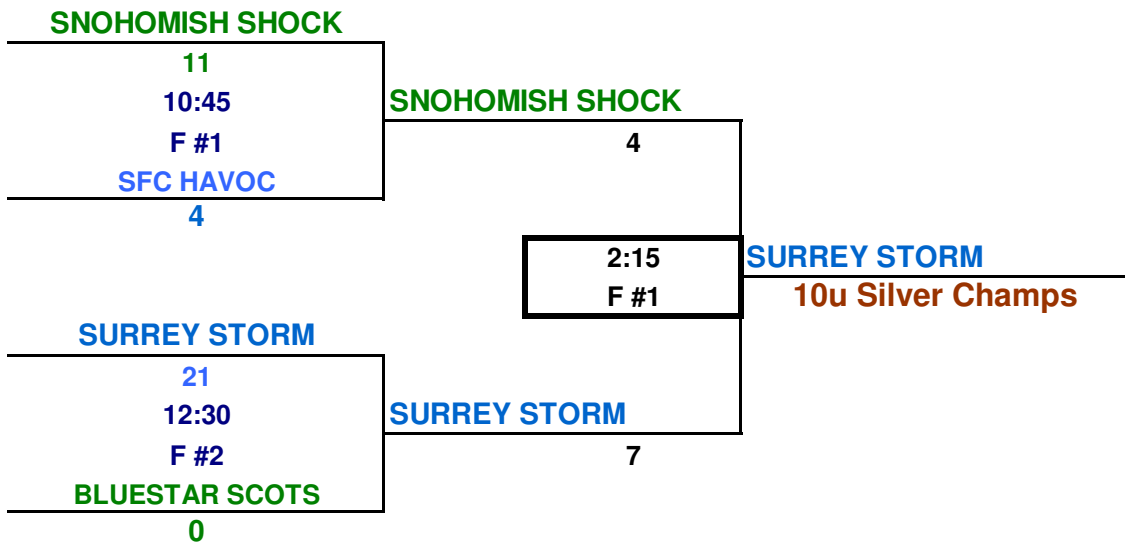 SNOHOMISH SHOCK
11
10:45
F #1
SFC HAVOC
4
SNOHOMISH SHOCK
4
2:15
F #1
SURREY STORM
10u Silver Champs
SURREY STORM
21
12:30
F #2
BLUESTAR SCOTS
0
SURREY STORM
7